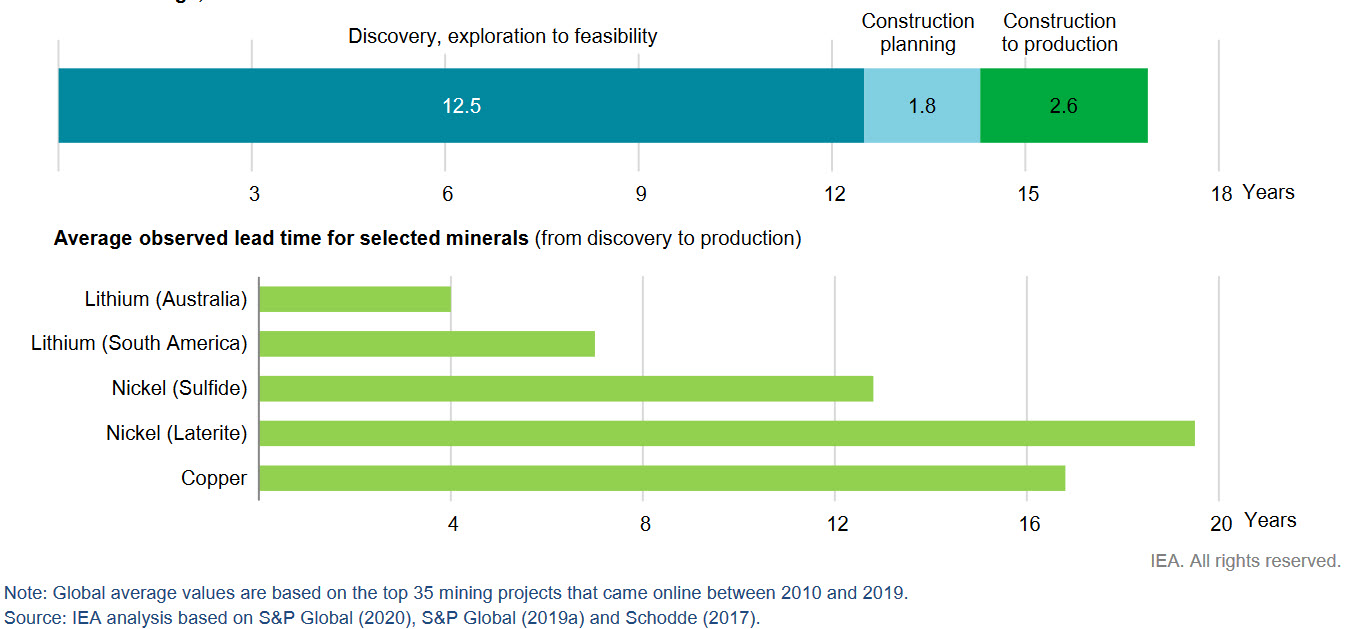 Discovery, exploration to feasibility
Construction
planning
Construction
to production
12.5
1.8
2.6
3
6
9
12
15
18
Years
Average observed lead time for selected minerals (from discovery to production)
Lithium (Australia)
Lithium (South America)
Nickel (Sulfide)
Nickel (Laterite)
Copper
4
8
12
16
20
Years
IEA. All rights reserved.
Note: Global average values are based on the top 35 mining projects that came online between 2010 and 2019.
Source: IEA analysis based on S&P Global (2020), S&P Global (2019a) and Schodde (2017).